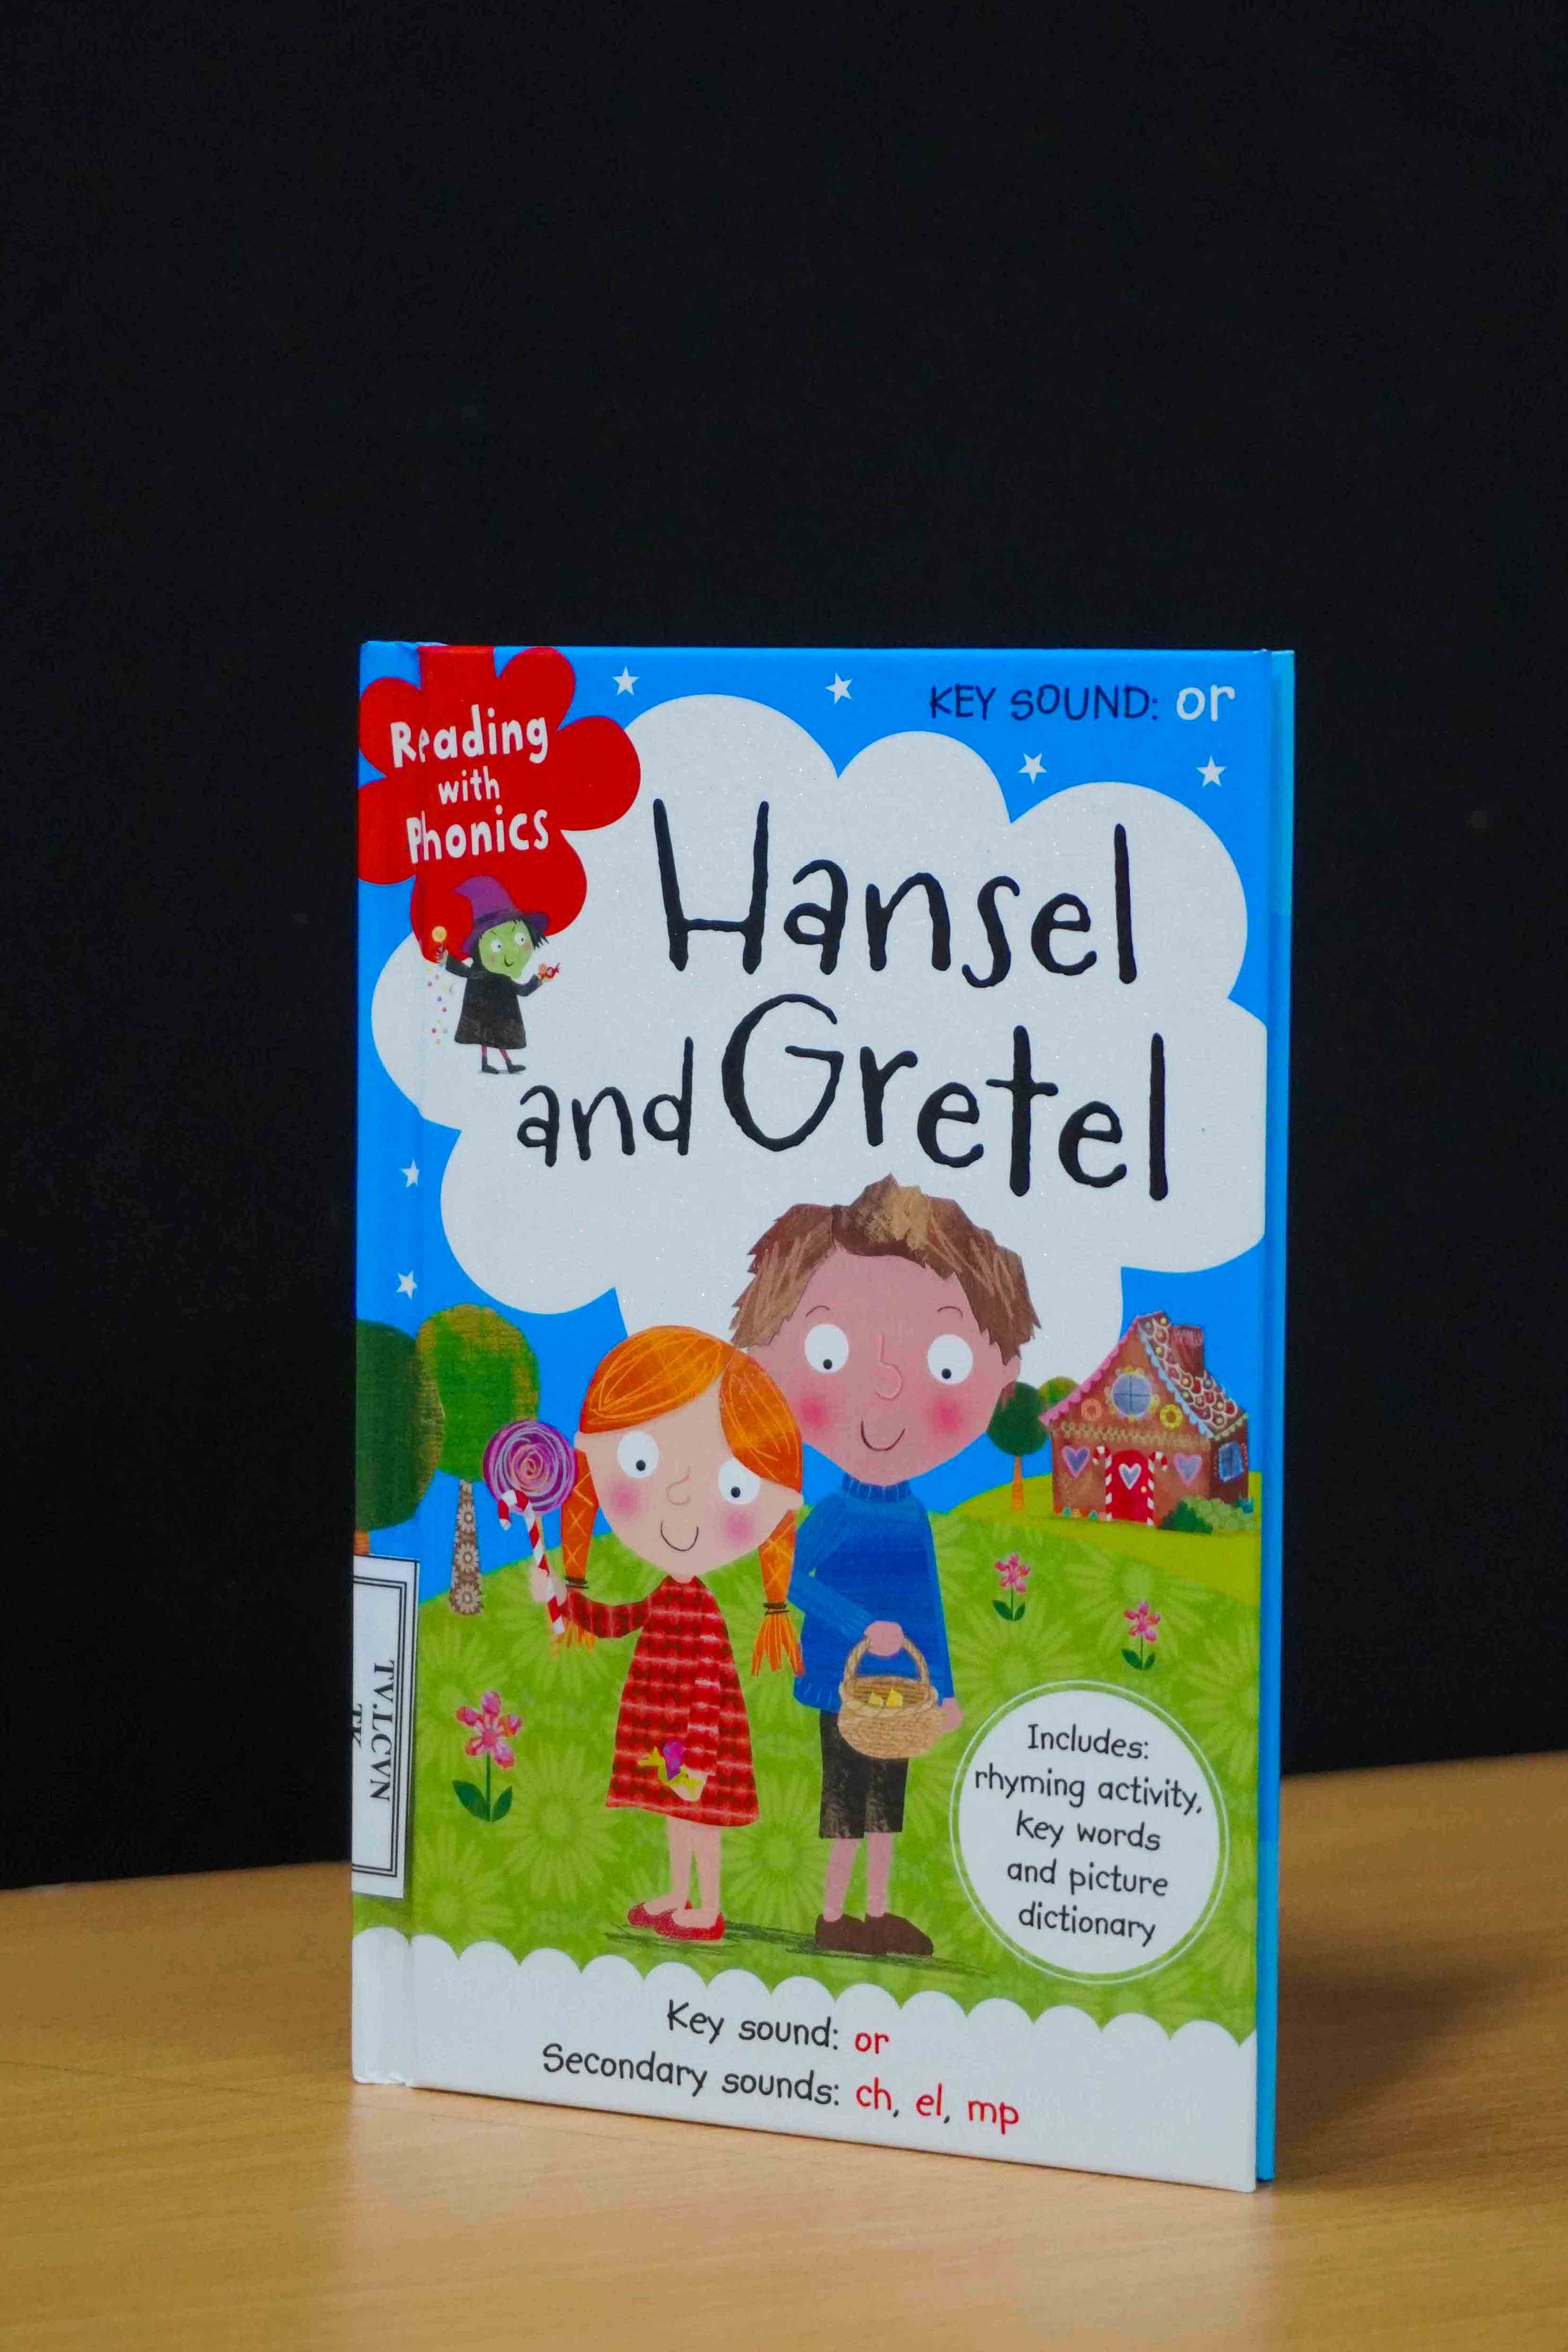 Reading
with
Phonics
KEY SOUND: or
Hansel
and Gretel
Includes:
rhyming activity,
key words
and picture
dictionary
Key sound: or
Secondary sounds: ch, el, mp
TV.LCVN